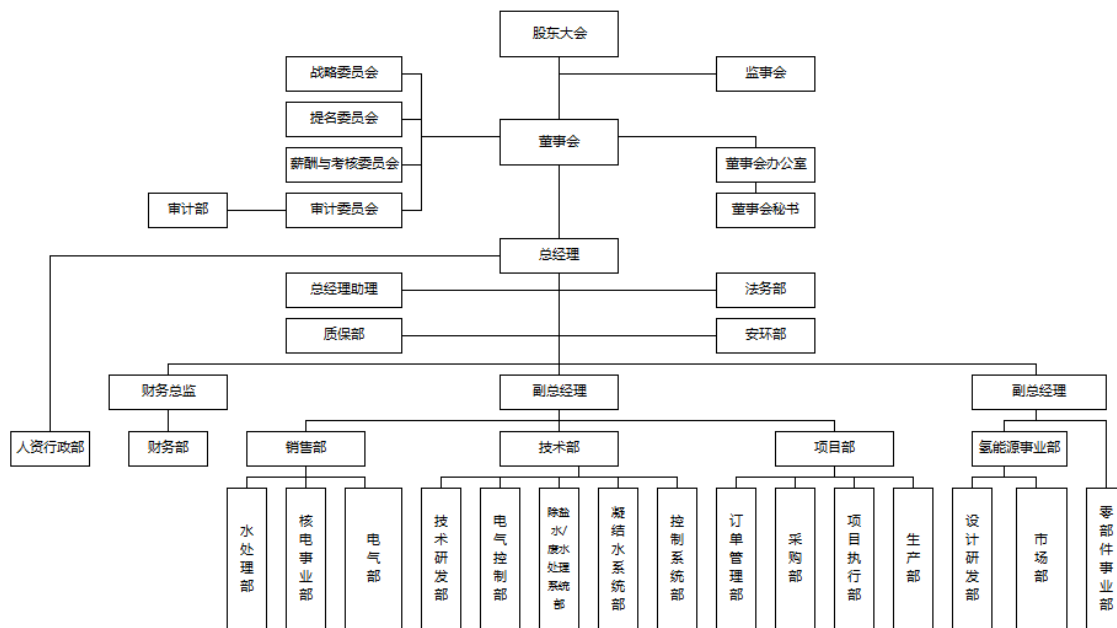 股东大会
战略委员会
监事会
提名委员会
董事会
薪酬与考核委员会
董事会办公室
审计部
审计委员会
董事会秘书
总经理
总经理助理
法务部
质保部
安环部
财务总监
副总经理
副总经理
人资行政部
财务部
销售部
技术部
项目部
氢能源事业部
水处理部
核电事业部
电气部
技术研发部
电气控制部
除盐
水/
废水
处理
系统
部
凝结水系统部
控制系统部
订单管理部
采购部
项目执行部
生产部
设计研发部
市场部
零部件事业部